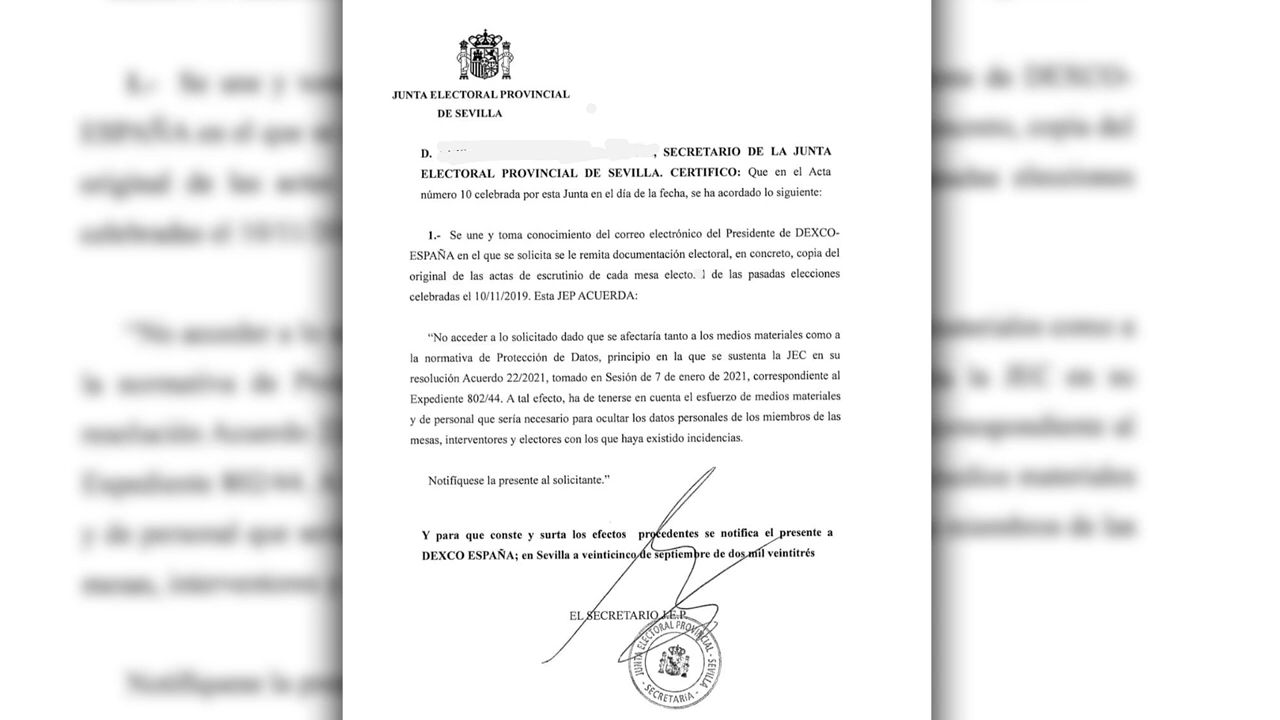 JUNTA ELECTORAL PROVINCIAL
DE SEVILLA
D. , SECRETARIO DE LA JUNTA
ELECTORAL PROVINCIAL DE SEVILLA. CERTIFICO: Que en el Acta
número 10 celebrada por esta Junta en el día de la fecha, se ha acordado lo siguiente:
1.- Se une y toma conocimiento del correo electrónico del Presidente de DEXCO-
ESPAÑA en el que se solicita se le remita documentación electoral, en concreto, copia del
original de las actas de escrutinio de cada mesa electo. l de las pasadas elecciones
celebradas el 10/11/2019. Esta JEP ACUERDA:
“No acceder a lo solicitado dado que se afectaría tanto a los medios materiales como a
la normativa de Protección de Datos, principio en la que se sustenta la JEC en su
resolución Acuerdo 22/2021, tomado en Sesión de 7 de enero de 2021, correspondiente al
Expediente 802/44. A tal efecto, ha de tenerse en cuenta el esfuerzo de medios materiales
y de personal que sería necesario para ocultar los datos personales de los miembros de las
mesas, interventores y electores con los que haya existido incidencias.
Notifíquese la presente al solicitante.”
Y para que conste y surta los efectos procedentes se notifica el presente a
DEXCO ESPAÑA; en Sevilla a veinticinco de septiembre de dos mil veintitrés
EL SECRETARIO J.E.P.
JUNTA ELECTORAL PROVINCIAL - SEVILLA
- SECRETARIA -